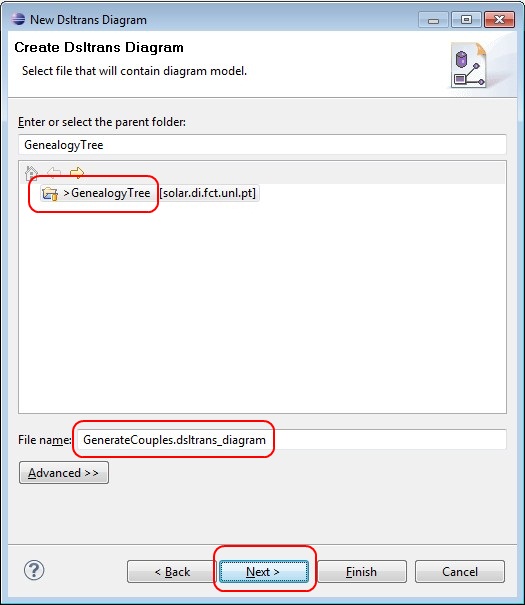 New Dsltrans Diagram
Create Dsltrans Diagram
Select file that will contain diagram model.
Enter or select the parent folder:
GenealogyTree
>GenealogyTree [solar.di.fct.unl.pt]
File name: GenerateCouples.dsltrans_diagram
Advanced >>
? < Back Next > Finish Cancel